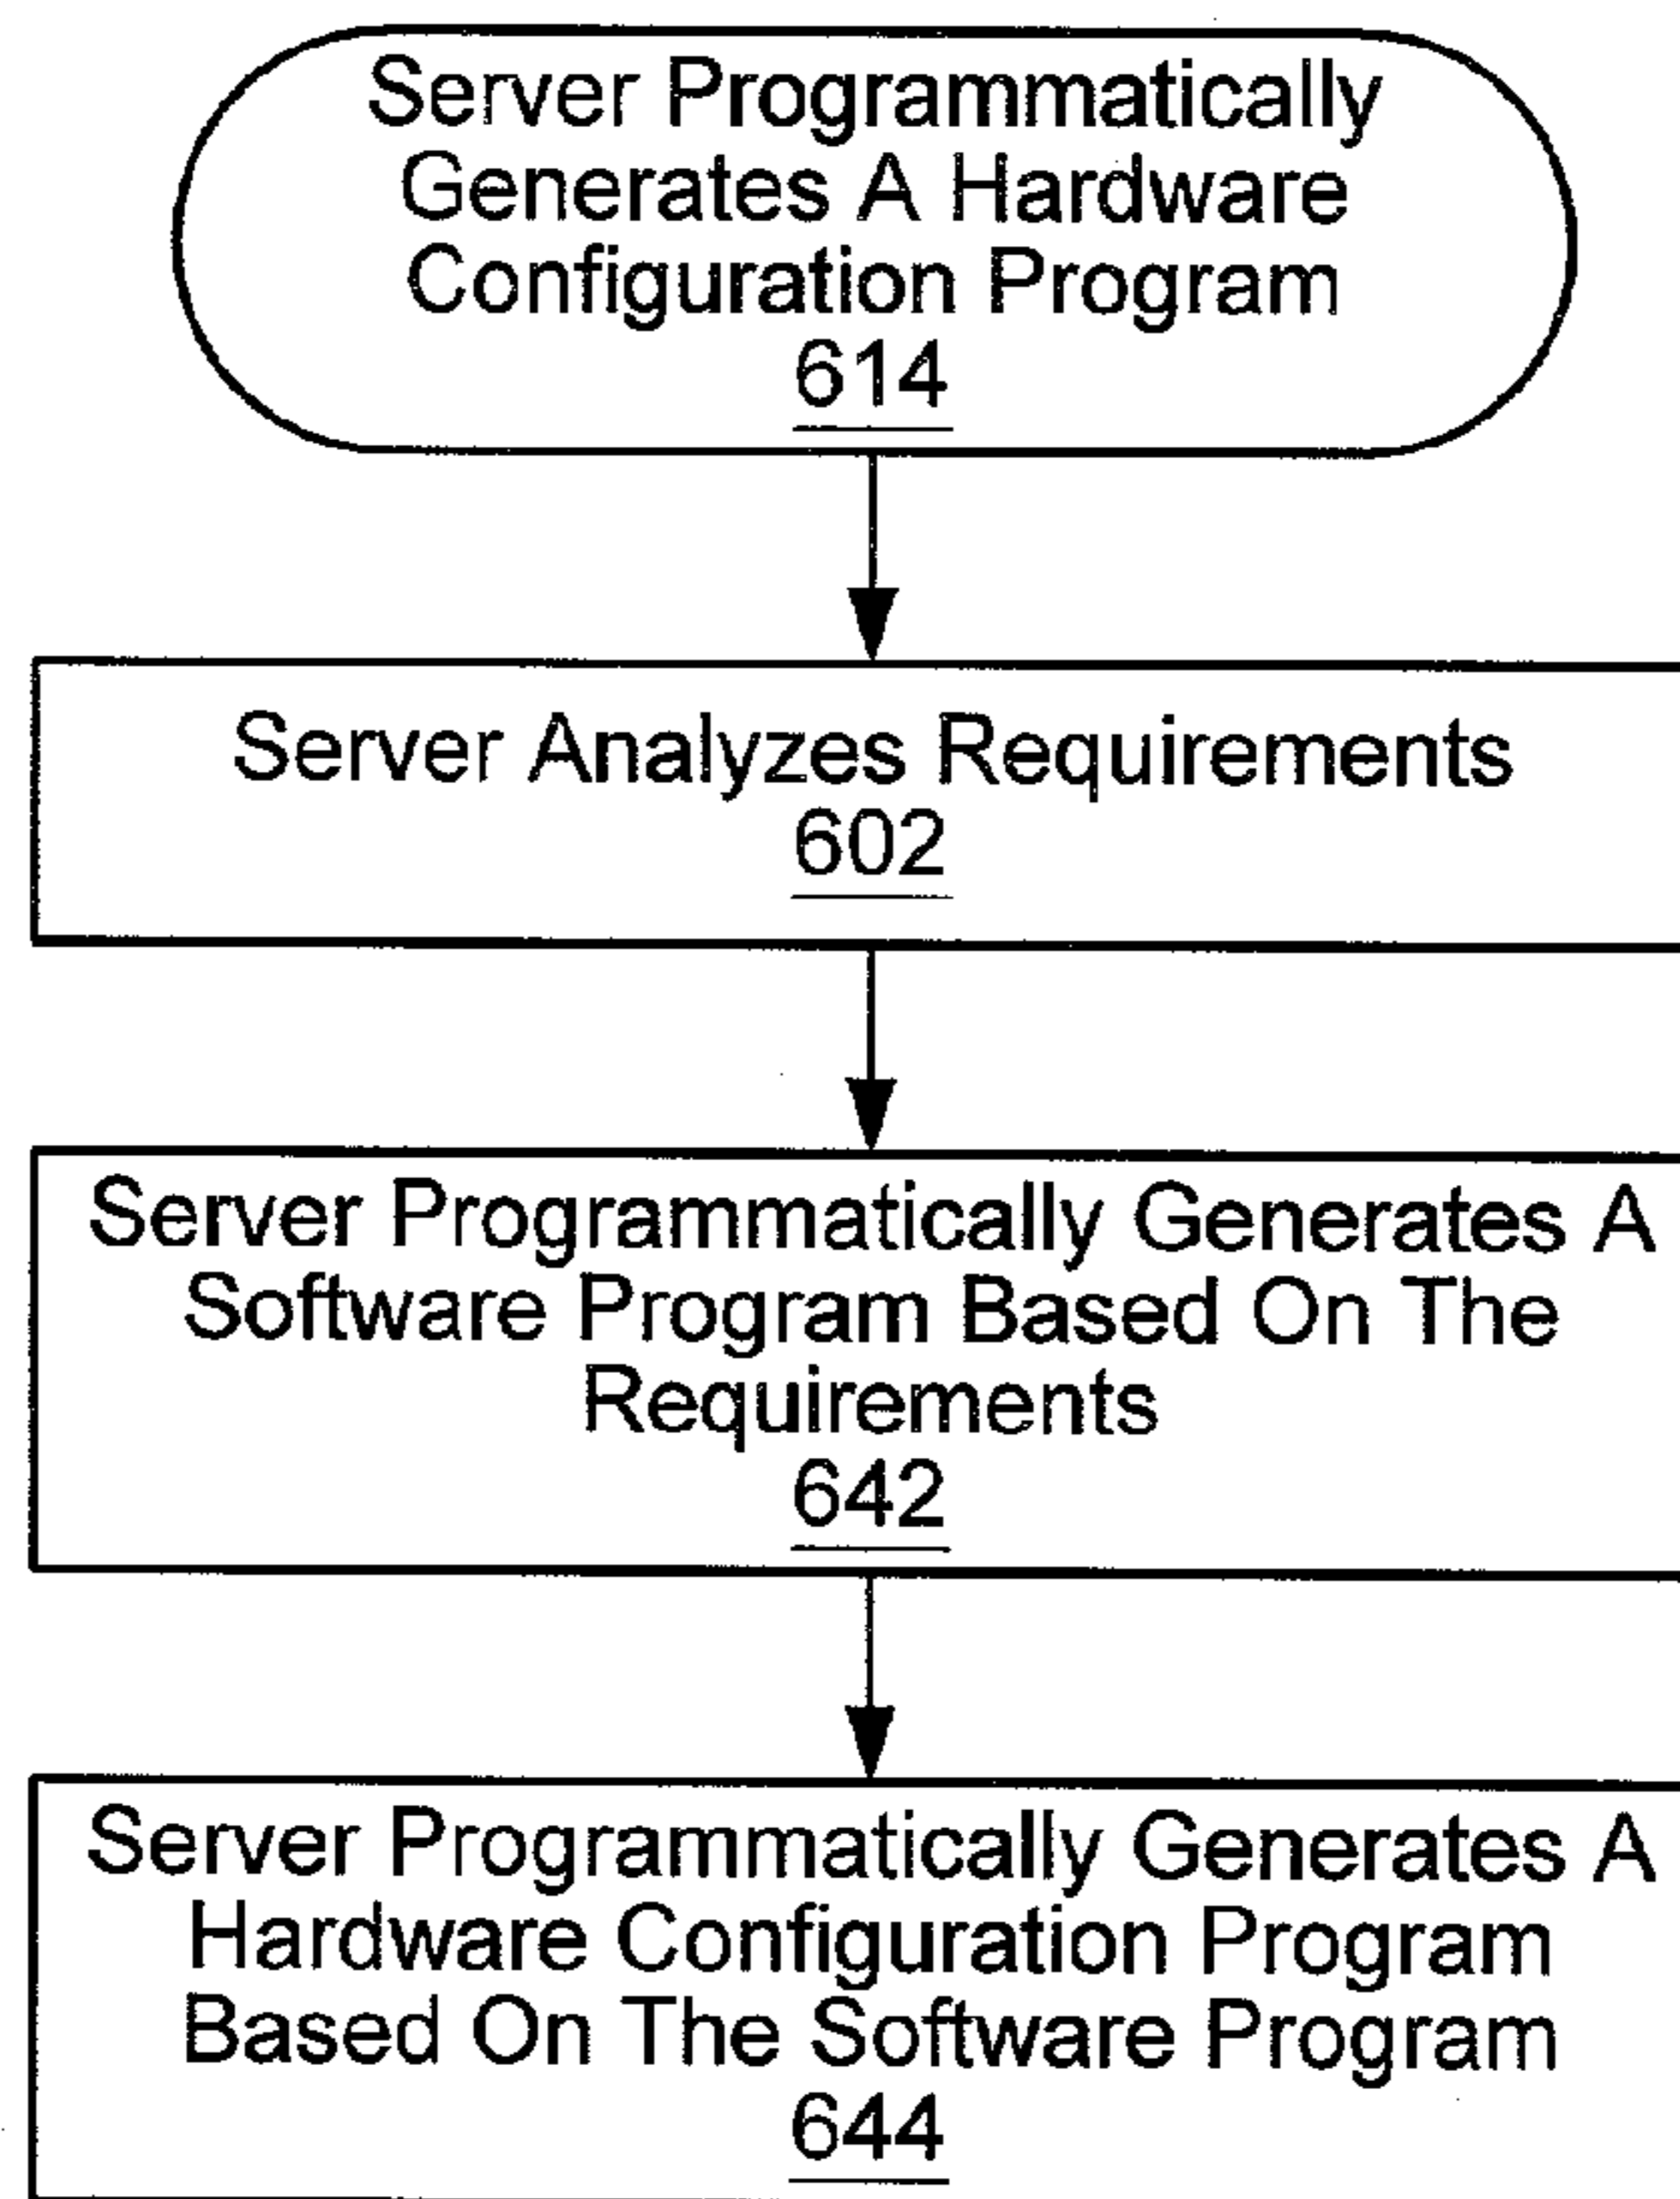 Server Programmatically
Generates A Hardware
Configuration Program
614
Server Analyzes Requirements
602
Server Programmatically Generates A
Software Program Based On The
Requirements
642
Server Programmatically Generates A
Hardware Configuration Program
Based On The Software Program
644